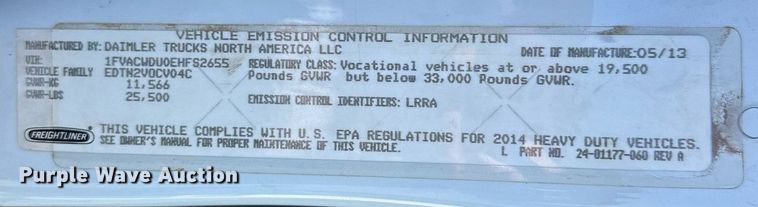 VEHICLE EMISSION CONTROL INFORMATION
MANUFACTURED BY: DAIMLER TRUCKS NORTH AMERICA LLC DATE OF MANUFACTURE: 05/13
VIN: 1FVACWDU0EHFS2655 REGULATORY CLASS: Vocational vehicles at or above 19,500
VEHICLE FAMILY EDTN2VOCV04C Pounds GVWR but below 33,000 Pounds GVWR.
GVWR-KG 11,566
GVWR-LBS 25,500 EMISSION CONTROL IDENTIFIERS: LRRA
FREIGHTLINER THIS VEHICLE COMPLIES WITH U.S. EPA REGULATIONS FOR 2014 HEAVY DUTY VEHICLES.
SEE OWNER'S MANUAL FOR PROPER MAINTENANCE OF THIS VEHICLE. L PART NO. 24-01177-060 REV A
Purple Wave Auction